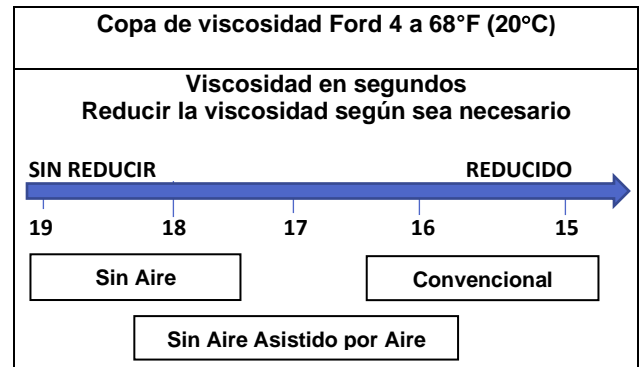 Copa de viscosidad Ford 4 a 68°F (20°C)
Viscosidad en segundos
Reducir la viscosidad según sea necesario
SIN REDUCIR REDUCIDO
19 18 17 16 15
Sin Aire Convencional
Sin Aire Asistido por Aire